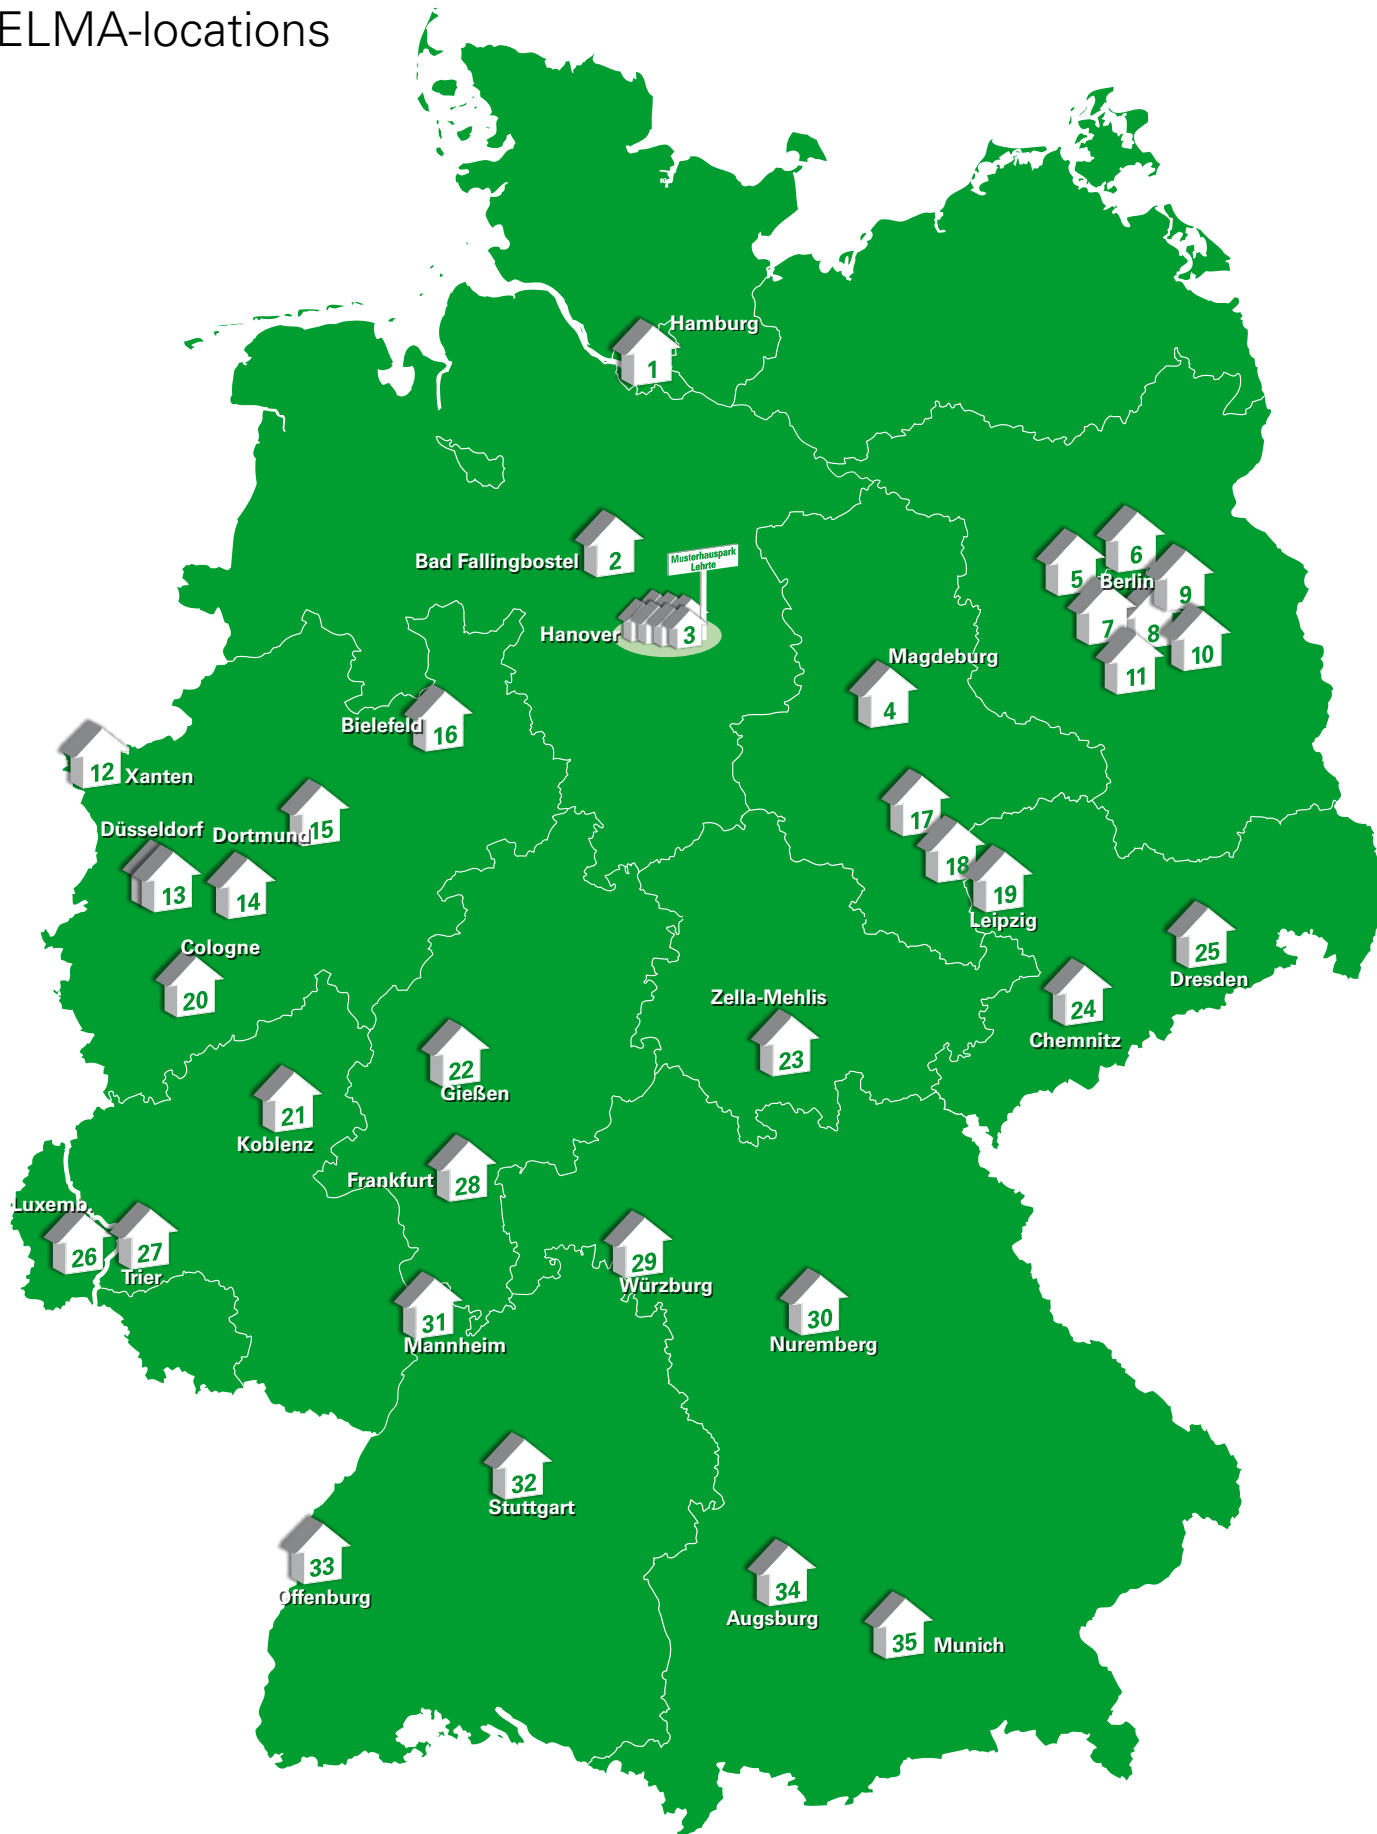 ELMA-locations
Hamburg
1
Bad Fallingbostel
2
Musterhauspark
Lehrte
Hanover
3
5
6
Berlin
9
7
8
10
11
Magdeburg
4
Bielefeld
16
12
Xanten
Düsseldorf
Dortmund
15
13
14
17
18
19
Leipzig
Cologne
20
25
Dresden
24
Chemnitz
Zella-Mehlis
23
22
Gießen
21
Koblenz
Frankfurt
28
Luxemb.
26
27
Trier
29
Würzburg
30
Nuremberg
31
Mannheim
32
Stuttgart
33
Offenburg
34
Augsburg
35
Munich